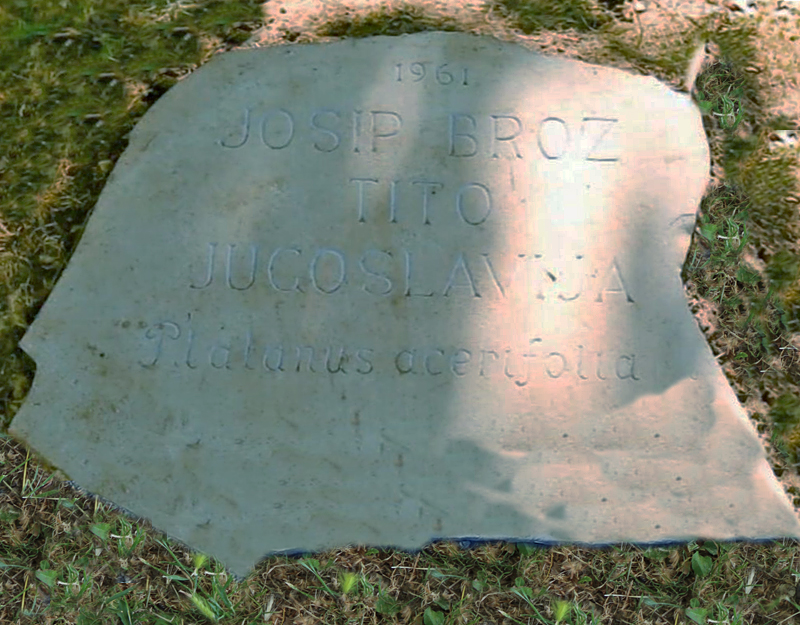 1961
JOSIP BROZ
TITO
JUGOSLAVIJA
Platanus acerifolia